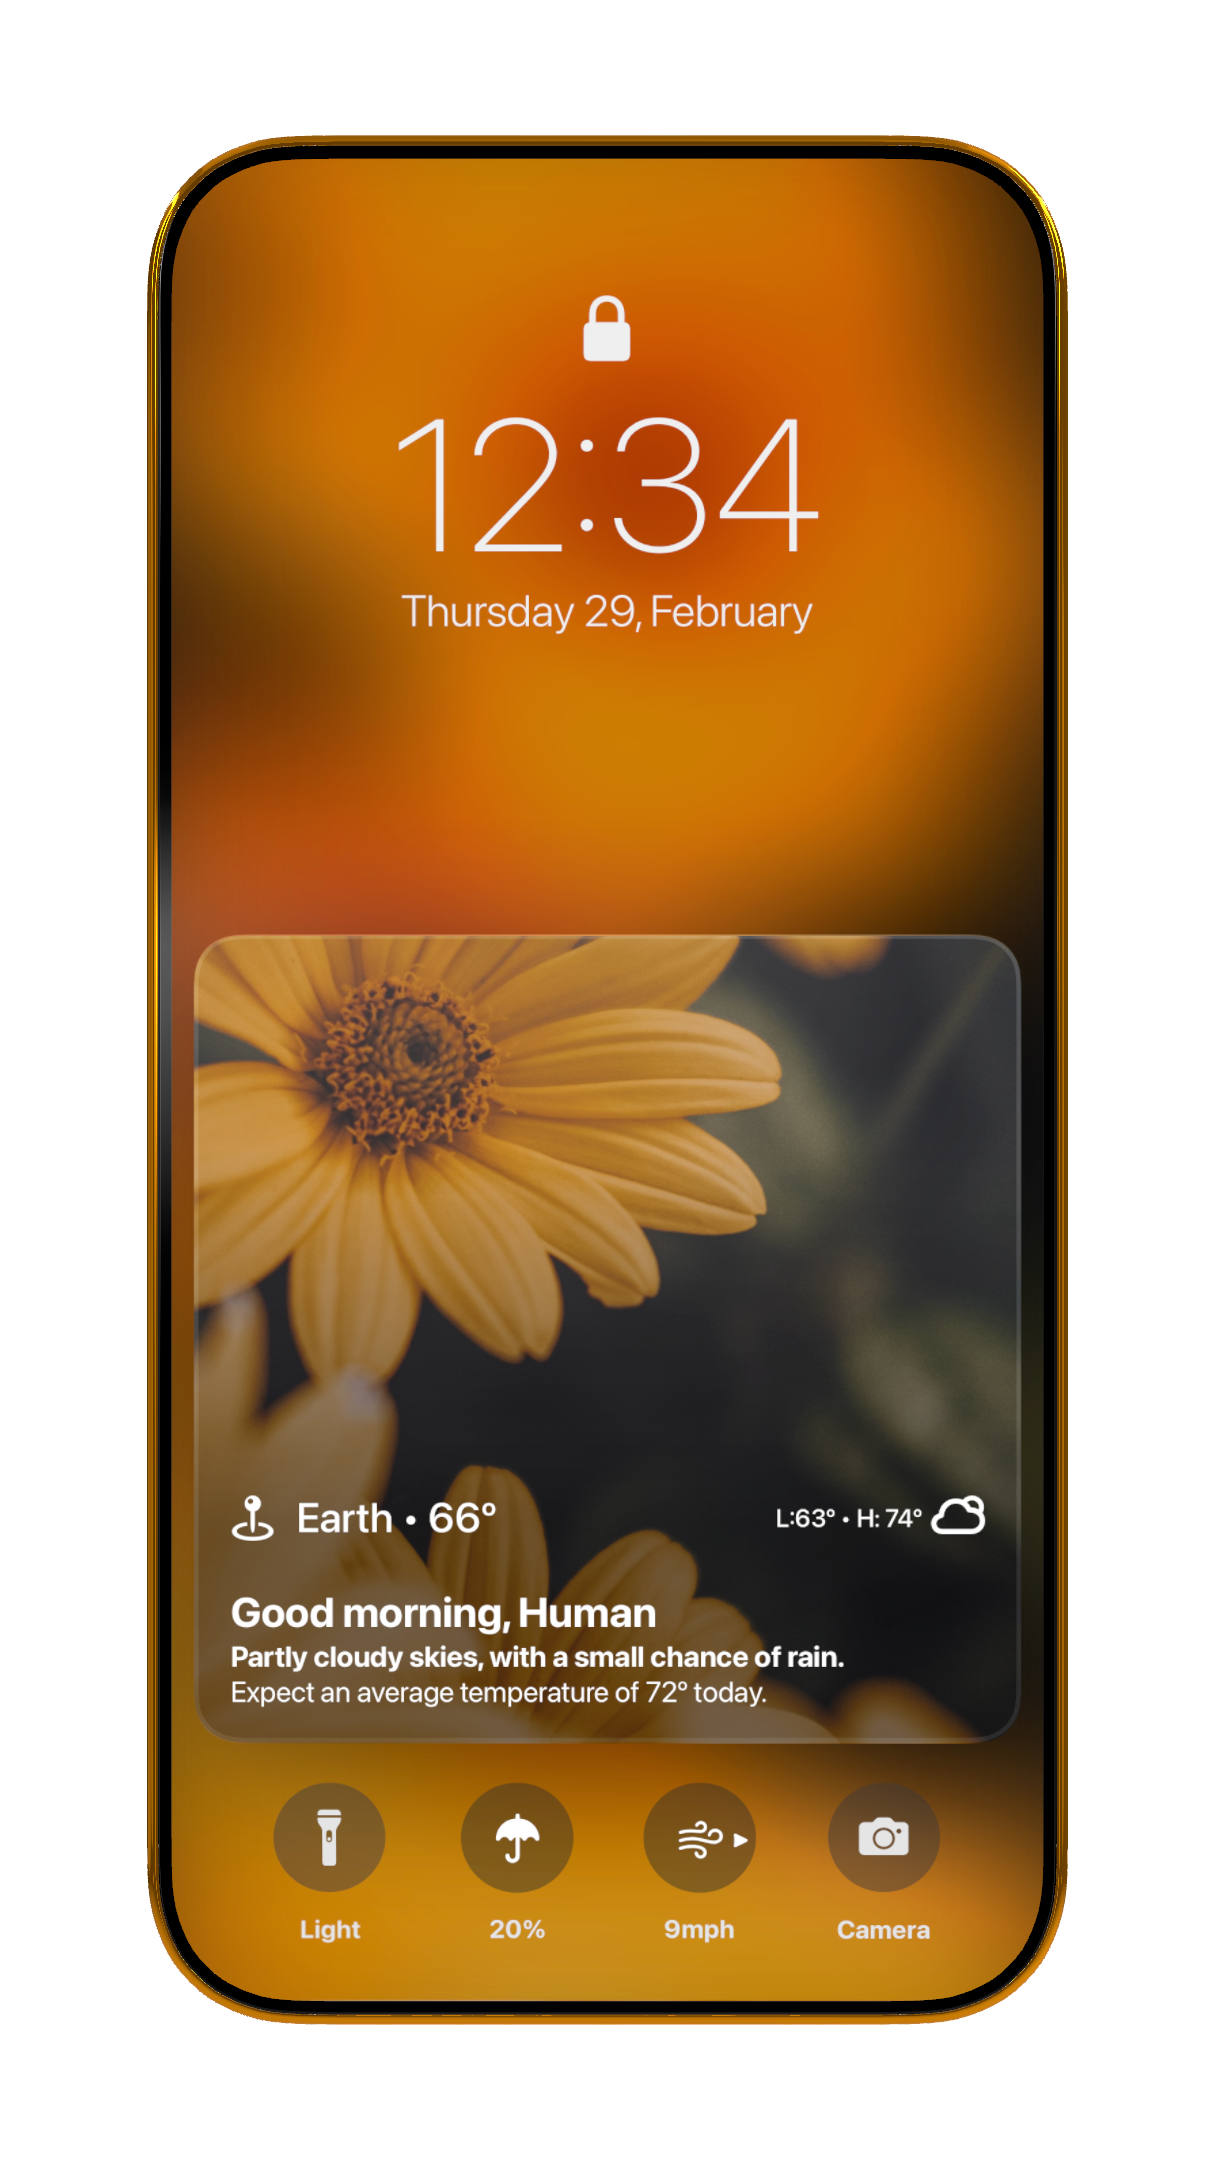 12:34
Thursday 29, February
Earth • 66°
L:63° • H: 74°
Good morning, Human
Partly cloudy skies, with a small chance of rain.
Expect an average temperature of 72° today.
Light
20%
9mph
Camera